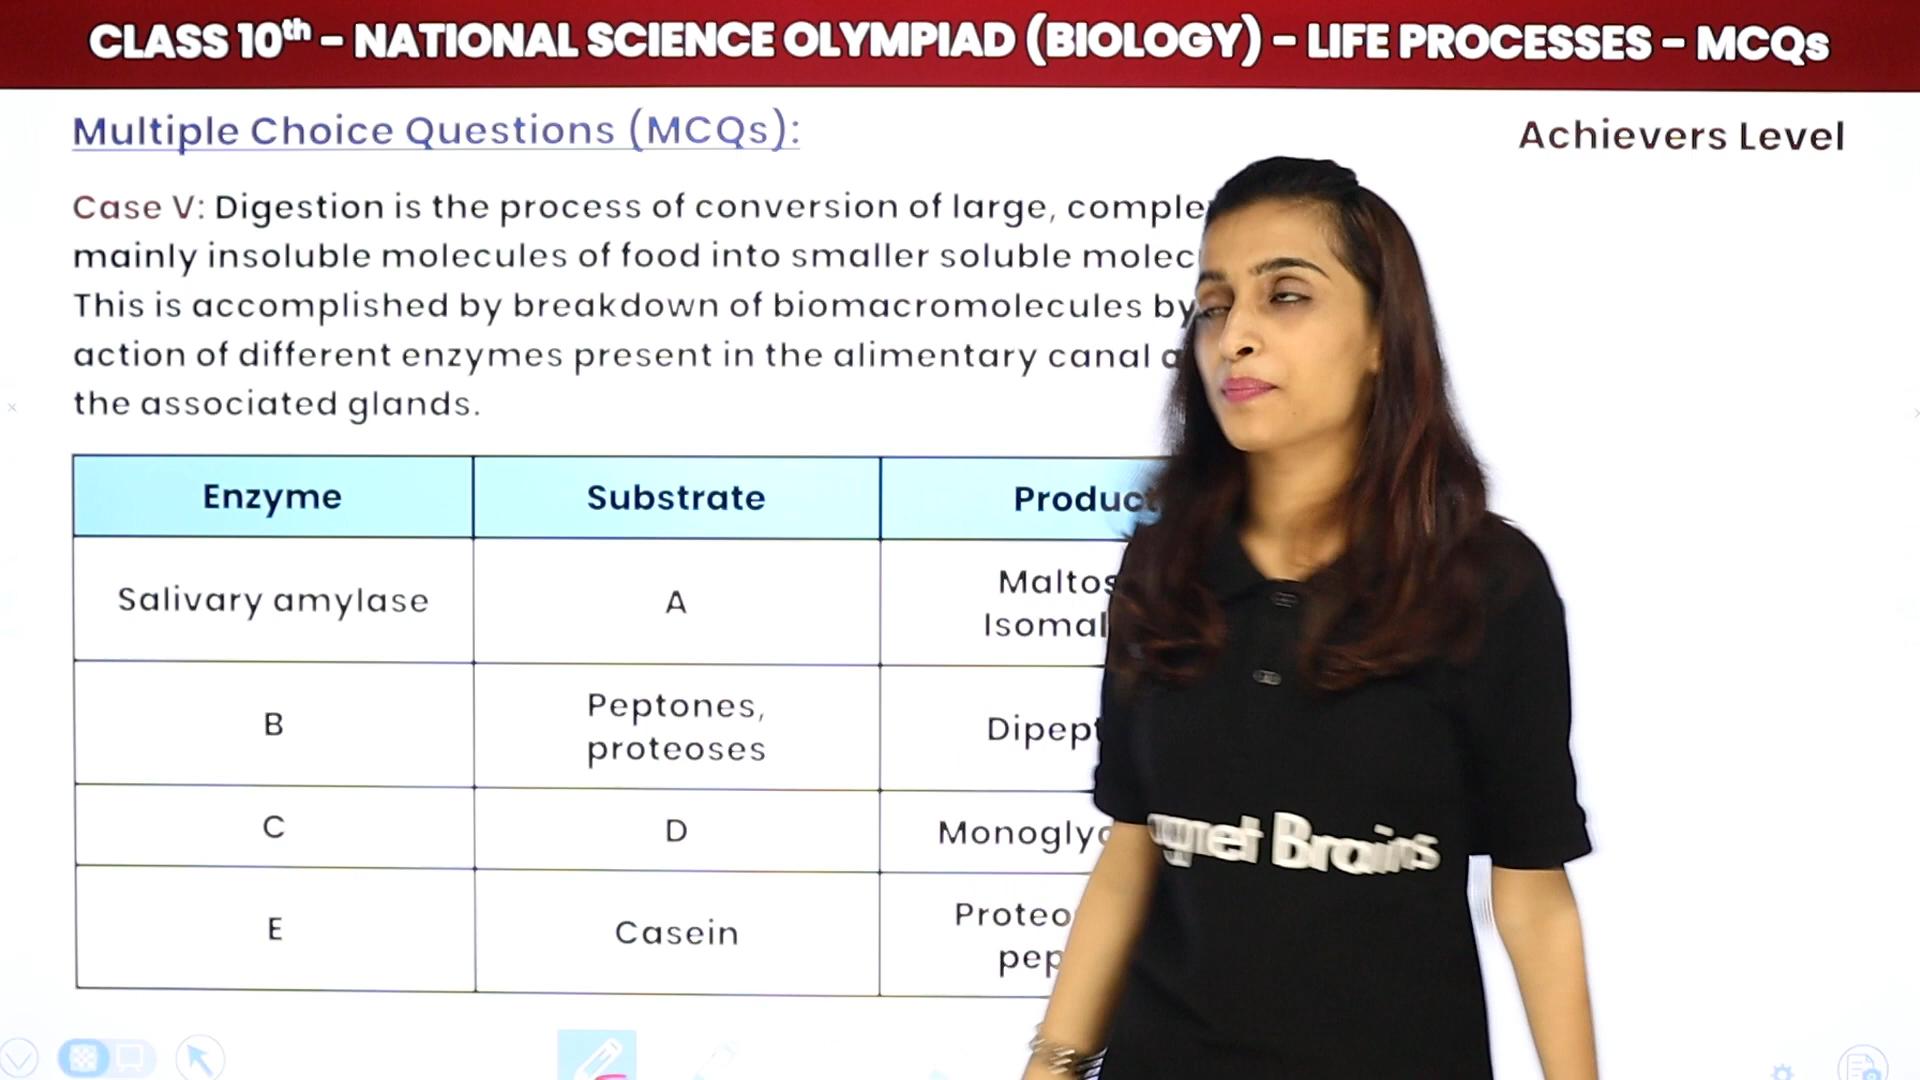 CLASS 10th - NATIONAL SCIENCE OLYMPIAD (BIOLOGY) - LIFE PROCESSES - MCQs
Multiple Choice Questions (MCQs):
Achievers Level
Case V: Digestion is the process of conversion of large,
mainly insoluble molecules of food into smaller soluble
This is accomplished by breakdown of biomacromolecules by
action of different enzymes present in the alimentary canal
the associated glands.
Enzyme Substrate Product
Salivary amylase A
B Peptones,
proteoses
C D
E Casein
Brains